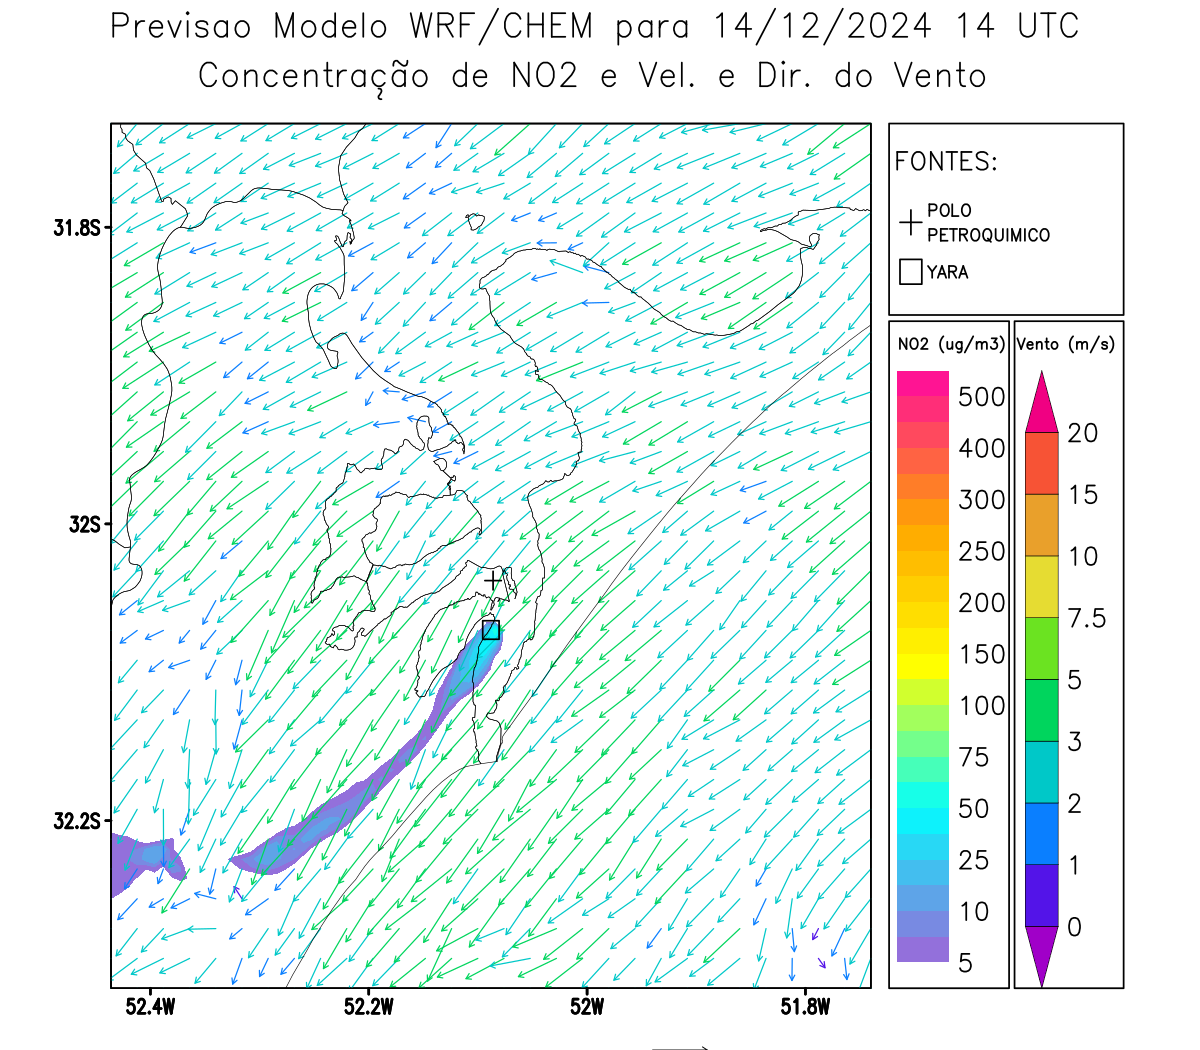 Previsao Modelo WRF/CHEM para 14/12/2024 14 UTC
Concentração de NO2 e Vel. e Dir. do Vento
FONTES:
POLO
PETROQUIMICO
YARA
NO2 (ug/m3)
500
400
300
250
200
150
100
75
50
25
10
5
Vento (m/s)
20
15
10
7.5
5
3
2
1
0
31.8S
32S
32.2S
52.4W
52.2W
52W
51.8W